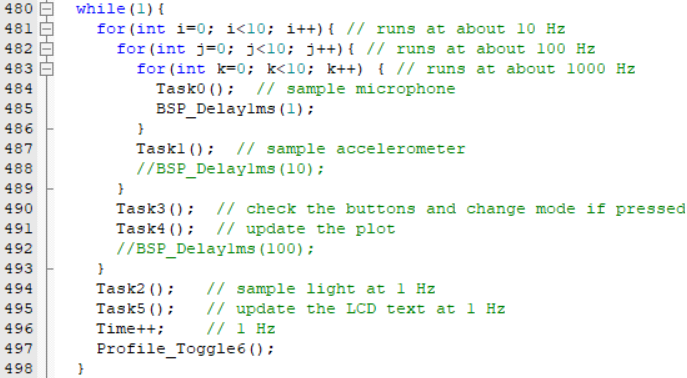 480 while(1){
481 for(int i=0; i<10; i++){ // runs at about 10 Hz
482 for(int j=0; j<10; j++){ // runs at about 100 Hz
483 for(int k=0; k<10; k++) { // runs at about 1000 Hz
484 Task0(); // sample microphone
485 BSP_Delay1ms(1);
486 }
487 Task1(); // sample accelerometer
488 //BSP_Delay1ms(10);
489 }
490 Task3(); // check the buttons and change mode if pressed
491 Task4(); // update the plot
492 //BSP_Delay1ms(100);
493 }
494 Task2(); // sample light at 1 Hz
495 Task5(); // update the LCD text at 1 Hz
496 Time++; // 1 Hz
497 Profile_Toggle6();
498 }